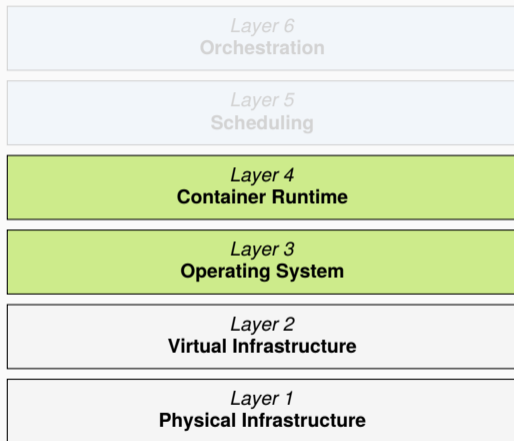 Layer 6
Orchestration
Layer 5
Scheduling
Layer 4
Container Runtime
Layer 3
Operating System
Layer 2
Virtual Infrastructure
Layer 1
Physical Infrastructure